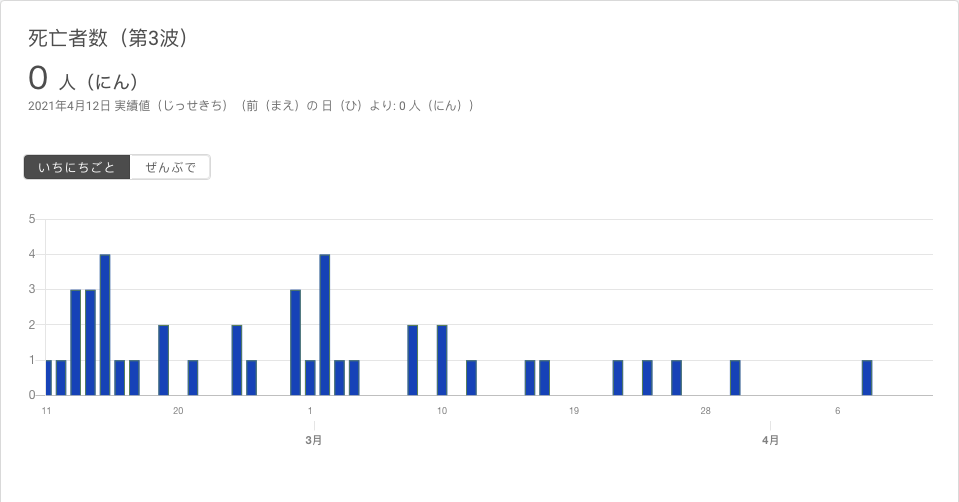 死亡者数（第3波）
0 人（にん）
2021年4月12日 実績値（じっせきち）（前（まえ）の 日（ひ）より: 0 人（にん））
いちにちごと ぜんぶで
5
4
3
2
1
0
11 20 1 10 19 28 6
3月 4月